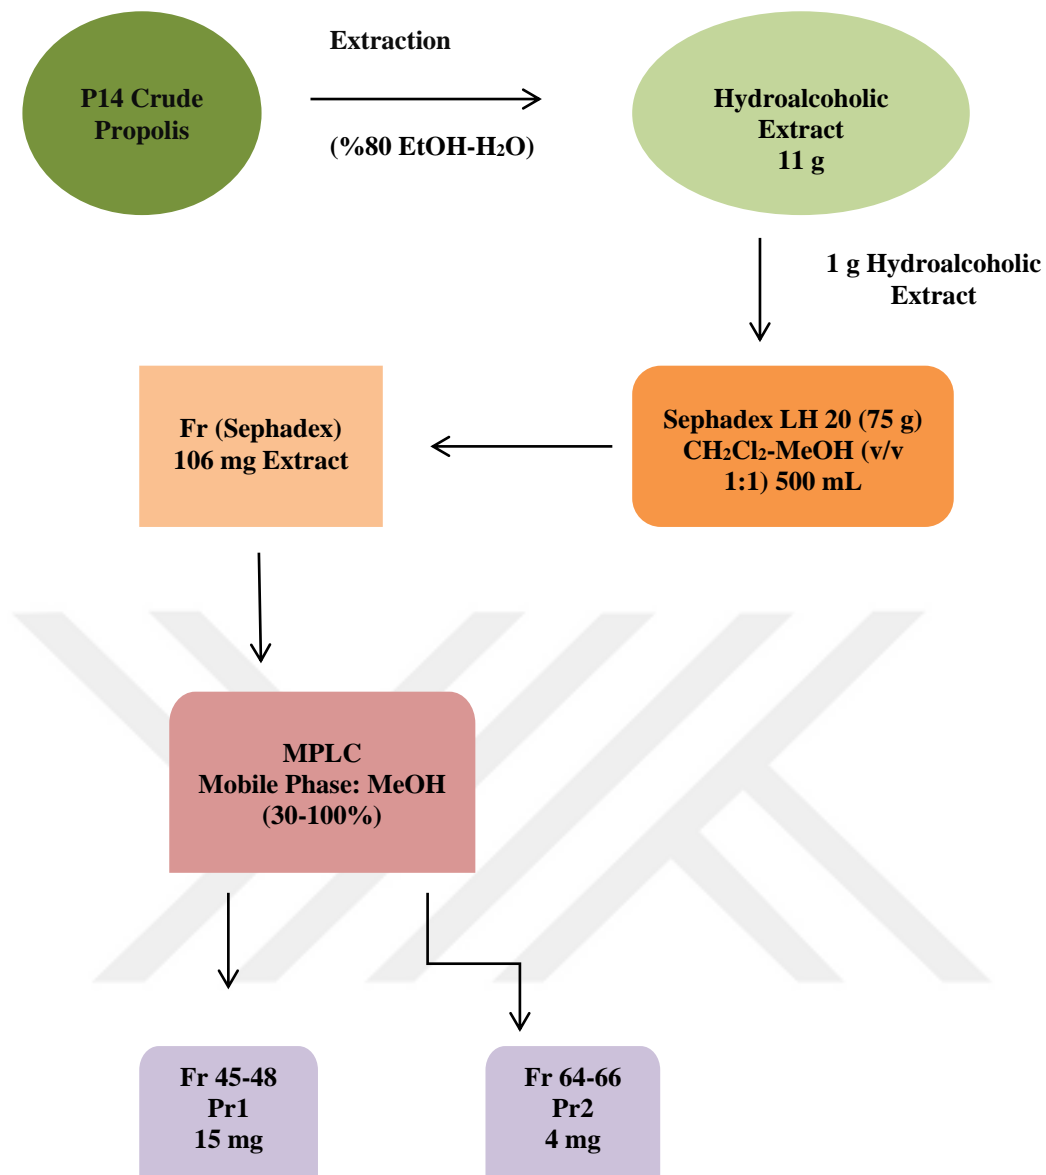 Extraction
P14 Crude
Propolis
(%80 EtOH-H₂O)
Hydroalcoholic
Extract
11 g
1 g Hydroalcoholic
Extract
Sephadex LH 20 (75 g)
CH₂Cl₂-MeOH (v/v
1:1) 500 mL
Fr (Sephadex)
106 mg Extract
MPLC
Mobile Phase: MeOH
(30-100%)
Fr 45-48
Pr1
15 mg
Fr 64-66
Pr2
4 mg